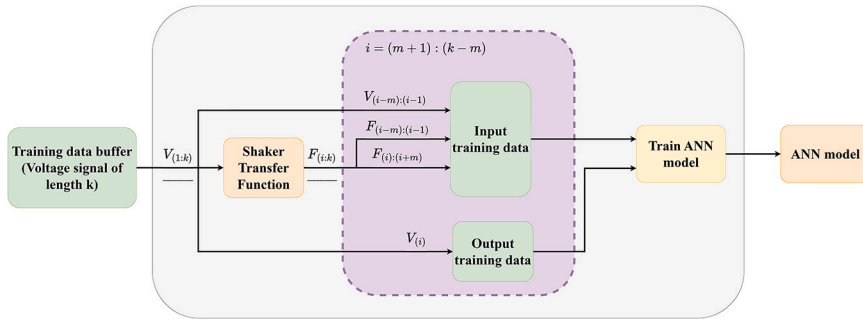 i = (m + 1) : (k − m)
V(i−m):(i−1)
F(i−m):(i−1)
F(i):(i+m)
Input
training data
Training data buffer
(Voltage signal of
length k)
V(1:k)
Shaker
Transfer
Function
F(i:k)
Train ANN
model
ANN model
V(i)
Output
training data